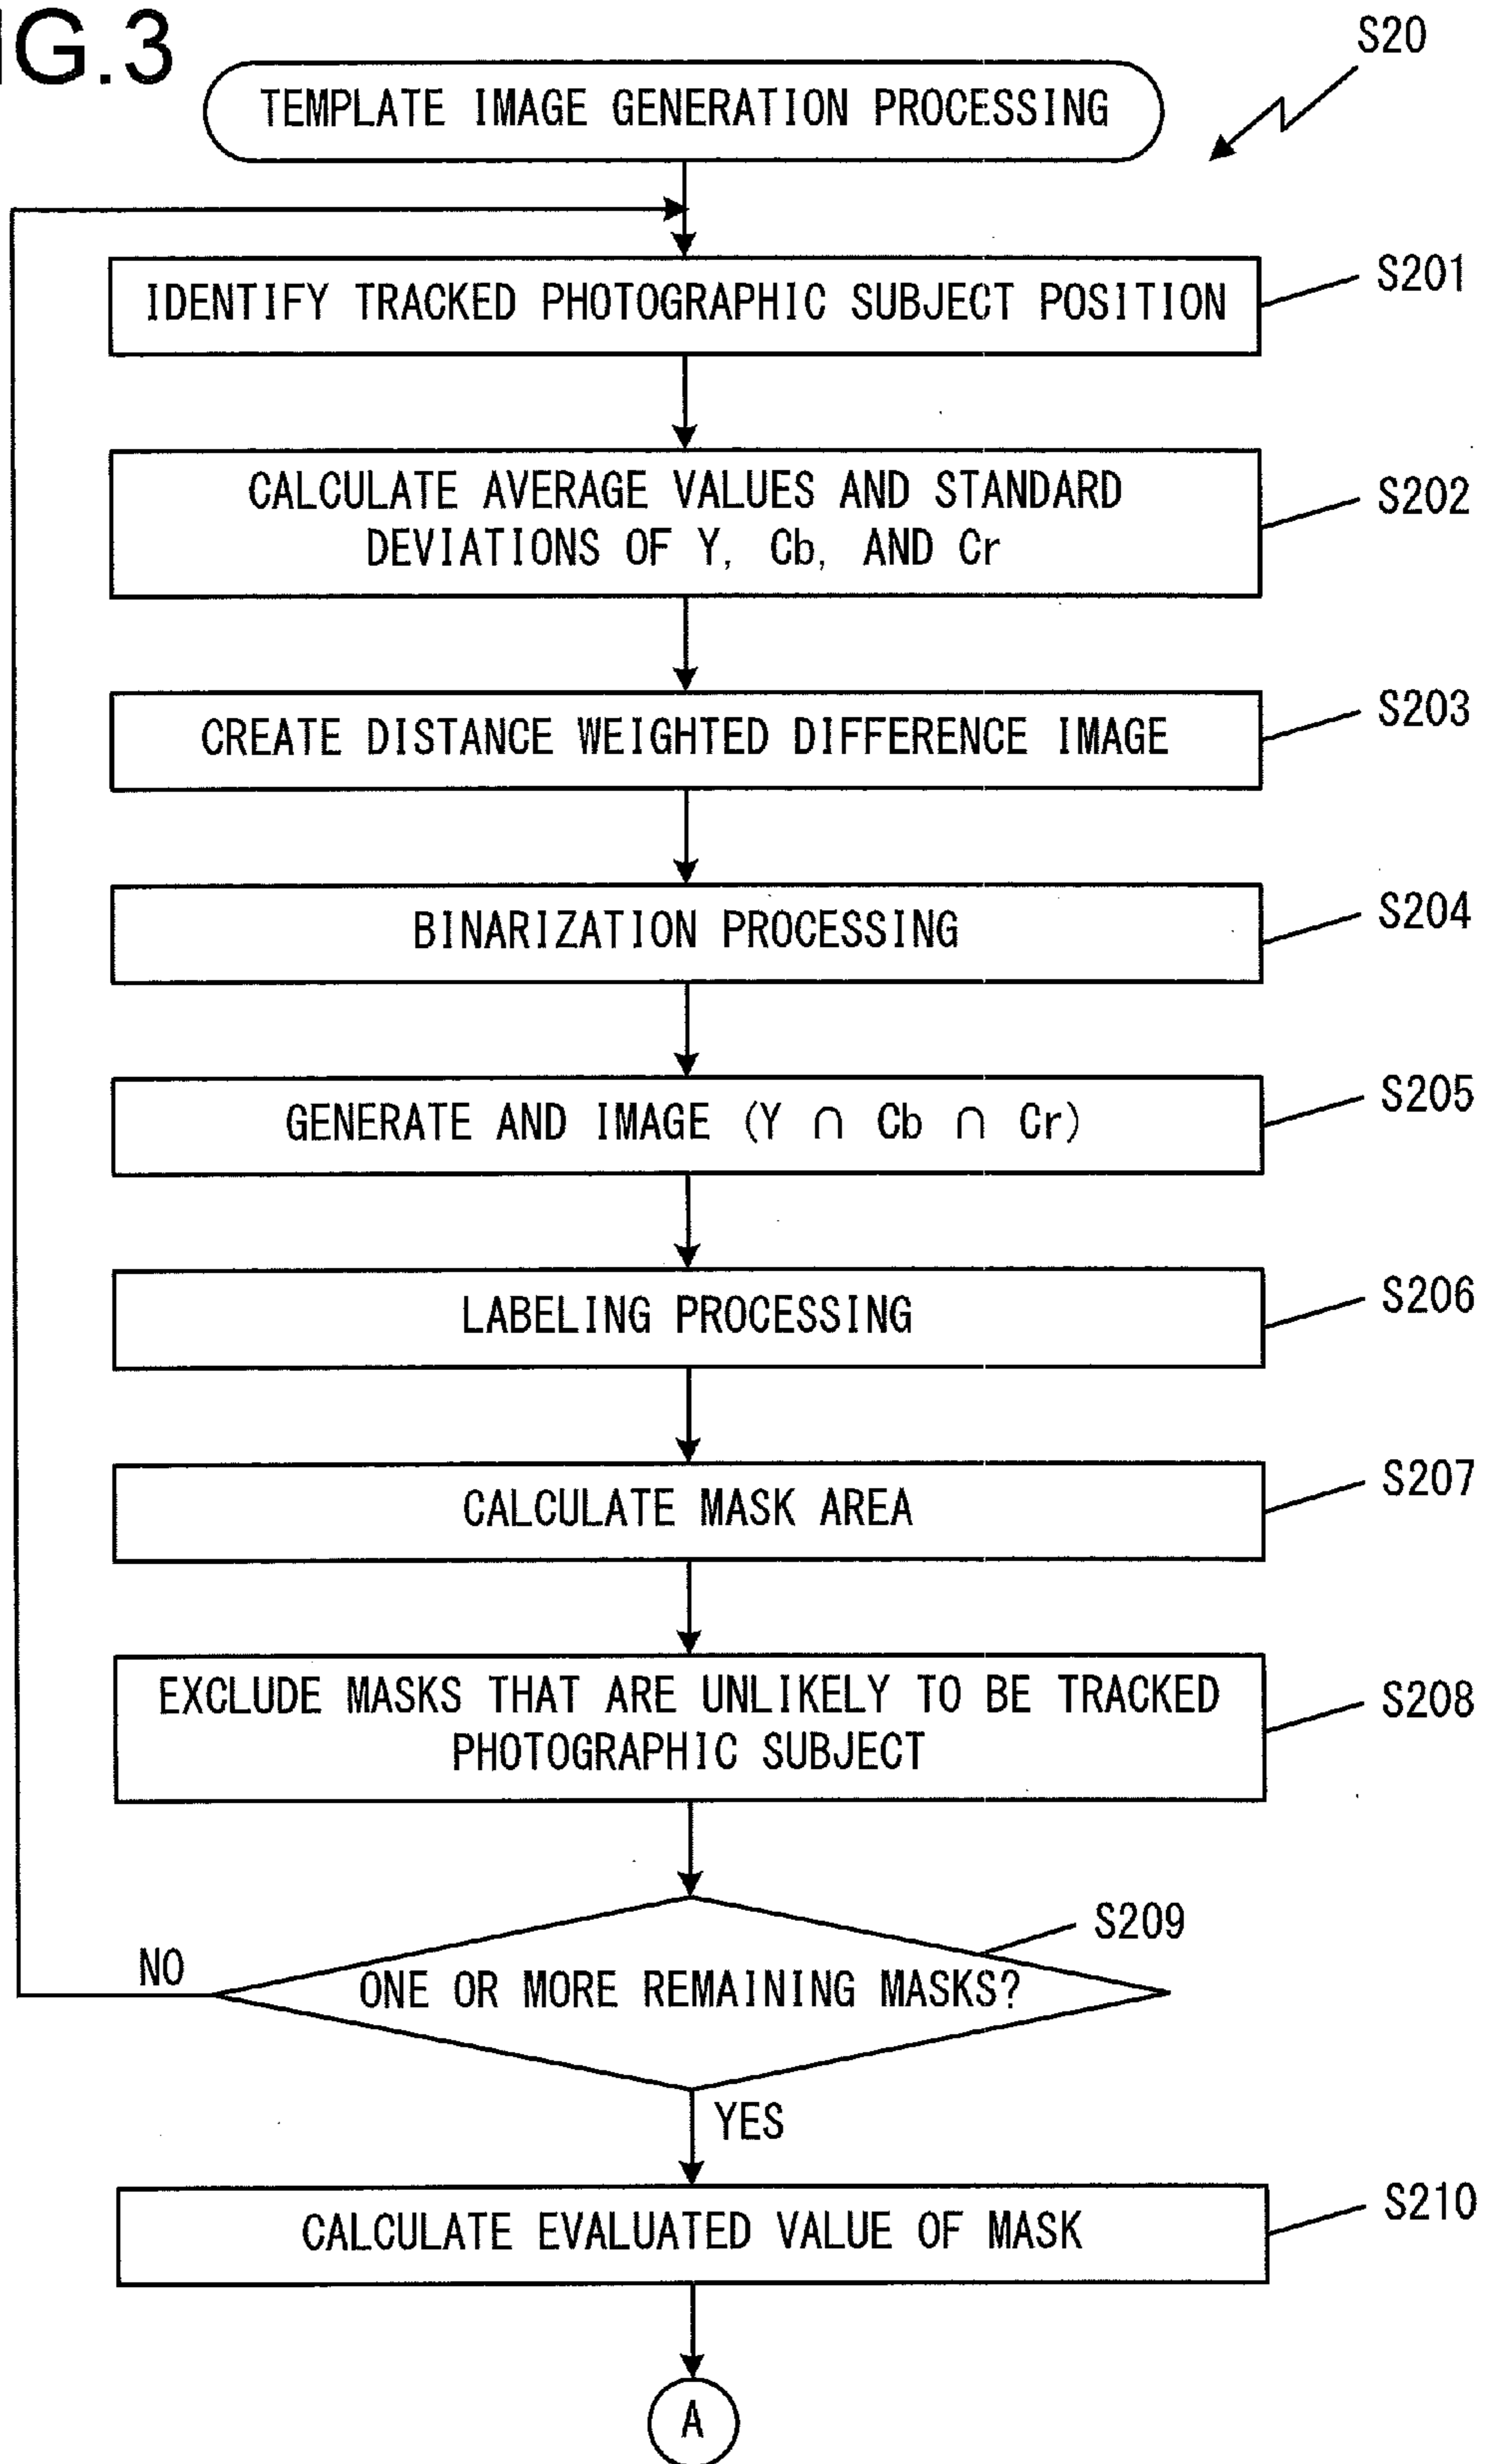 IG.3
S20
TEMPLATE IMAGE GENERATION PROCESSING
IDENTIFY TRACKED PHOTOGRAPHIC SUBJECT POSITION
S201
CALCULATE AVERAGE VALUES AND STANDARD
DEVIATIONS OF Y, Cb, AND Cr
S202
CREATE DISTANCE WEIGHTED DIFFERENCE IMAGE
S203
BINARIZATION PROCESSING
S204
GENERATE AND IMAGE (Y ∩ Cb ∩ Cr)
S205
LABELING PROCESSING
S206
CALCULATE MASK AREA
S207
EXCLUDE MASKS THAT ARE UNLIKELY TO BE TRACKED
PHOTOGRAPHIC SUBJECT
S208
S209
NO
ONE OR MORE REMAINING MASKS?
YES
CALCULATE EVALUATED VALUE OF MASK
S210
A